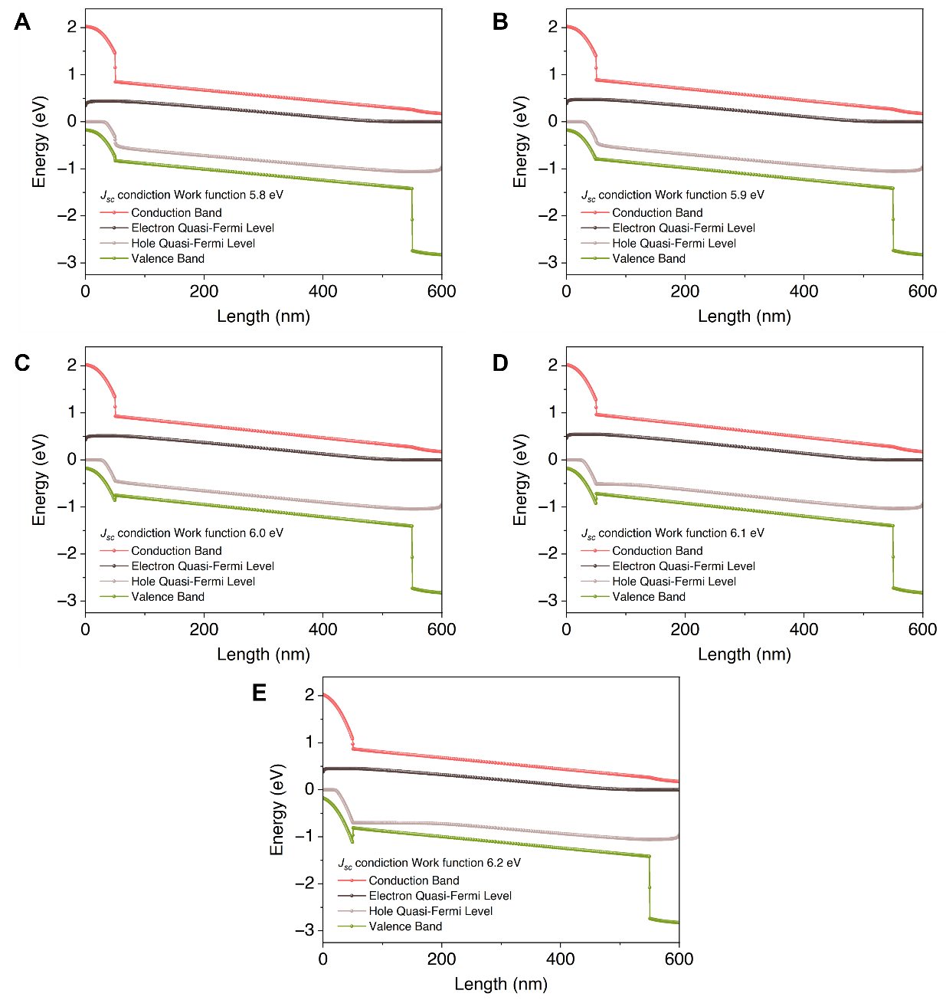 A
2
1
0
−1
−2
−3
Energy (eV)
Jsc condiction Work function 5.8 eV
Conduction Band
Electron Quasi-Fermi Level
Hole Quasi-Fermi Level
Valence Band
0 200 400 600
Length (nm)
B
2
1
0
−1
−2
−3
Energy (eV)
Jsc condiction Work function 5.9 eV
Conduction Band
Electron Quasi-Fermi Level
Hole Quasi-Fermi Level
Valence Band
0 200 400 600
Length (nm)
C
2
1
0
−1
−2
−3
Energy (eV)
Jsc condiction Work function 6.0 eV
Conduction Band
Electron Quasi-Fermi Level
Hole Quasi-Fermi Level
Valence Band
0 200 400 600
Length (nm)
D
2
1
0
−1
−2
−3
Energy (eV)
Jsc condiction Work function 6.1 eV
Conduction Band
Electron Quasi-Fermi Level
Hole Quasi-Fermi Level
Valence Band
0 200 400 600
Length (nm)
E
2
1
0
−1
−2
−3
Energy (eV)
Jsc condiction Work function 6.2 eV
Conduction Band
Electron Quasi-Fermi Level
Hole Quasi-Fermi Level
Valence Band
0 200 400 600
Length (nm)